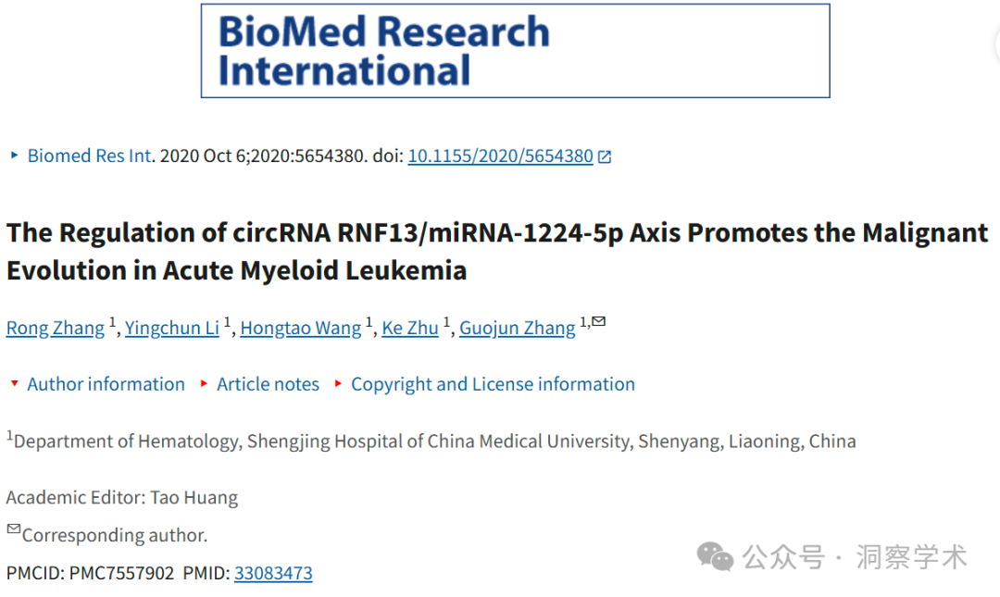 BioMed Research
International
Biomed Res Int. 2020 Oct 6;2020:5654380. doi: 10.1155/2020/5654380
The Regulation of circRNA RNF13/miRNA-1224-5p Axis Promotes the Malignant
Evolution in Acute Myeloid Leukemia
Rong Zhang 1, Yingchun Li 1, Hongtao Wang 1, Ke Zhu 1, Guojun Zhang 1,✉
Author information Article notes Copyright and License information
1Department of Hematology, Shengjing Hospital of China Medical University, Shenyang, Liaoning, China
Academic Editor: Tao Huang
✉Corresponding author.
PMCID: PMC7557902 PMID: 33083473
公众号 · 洞察学术